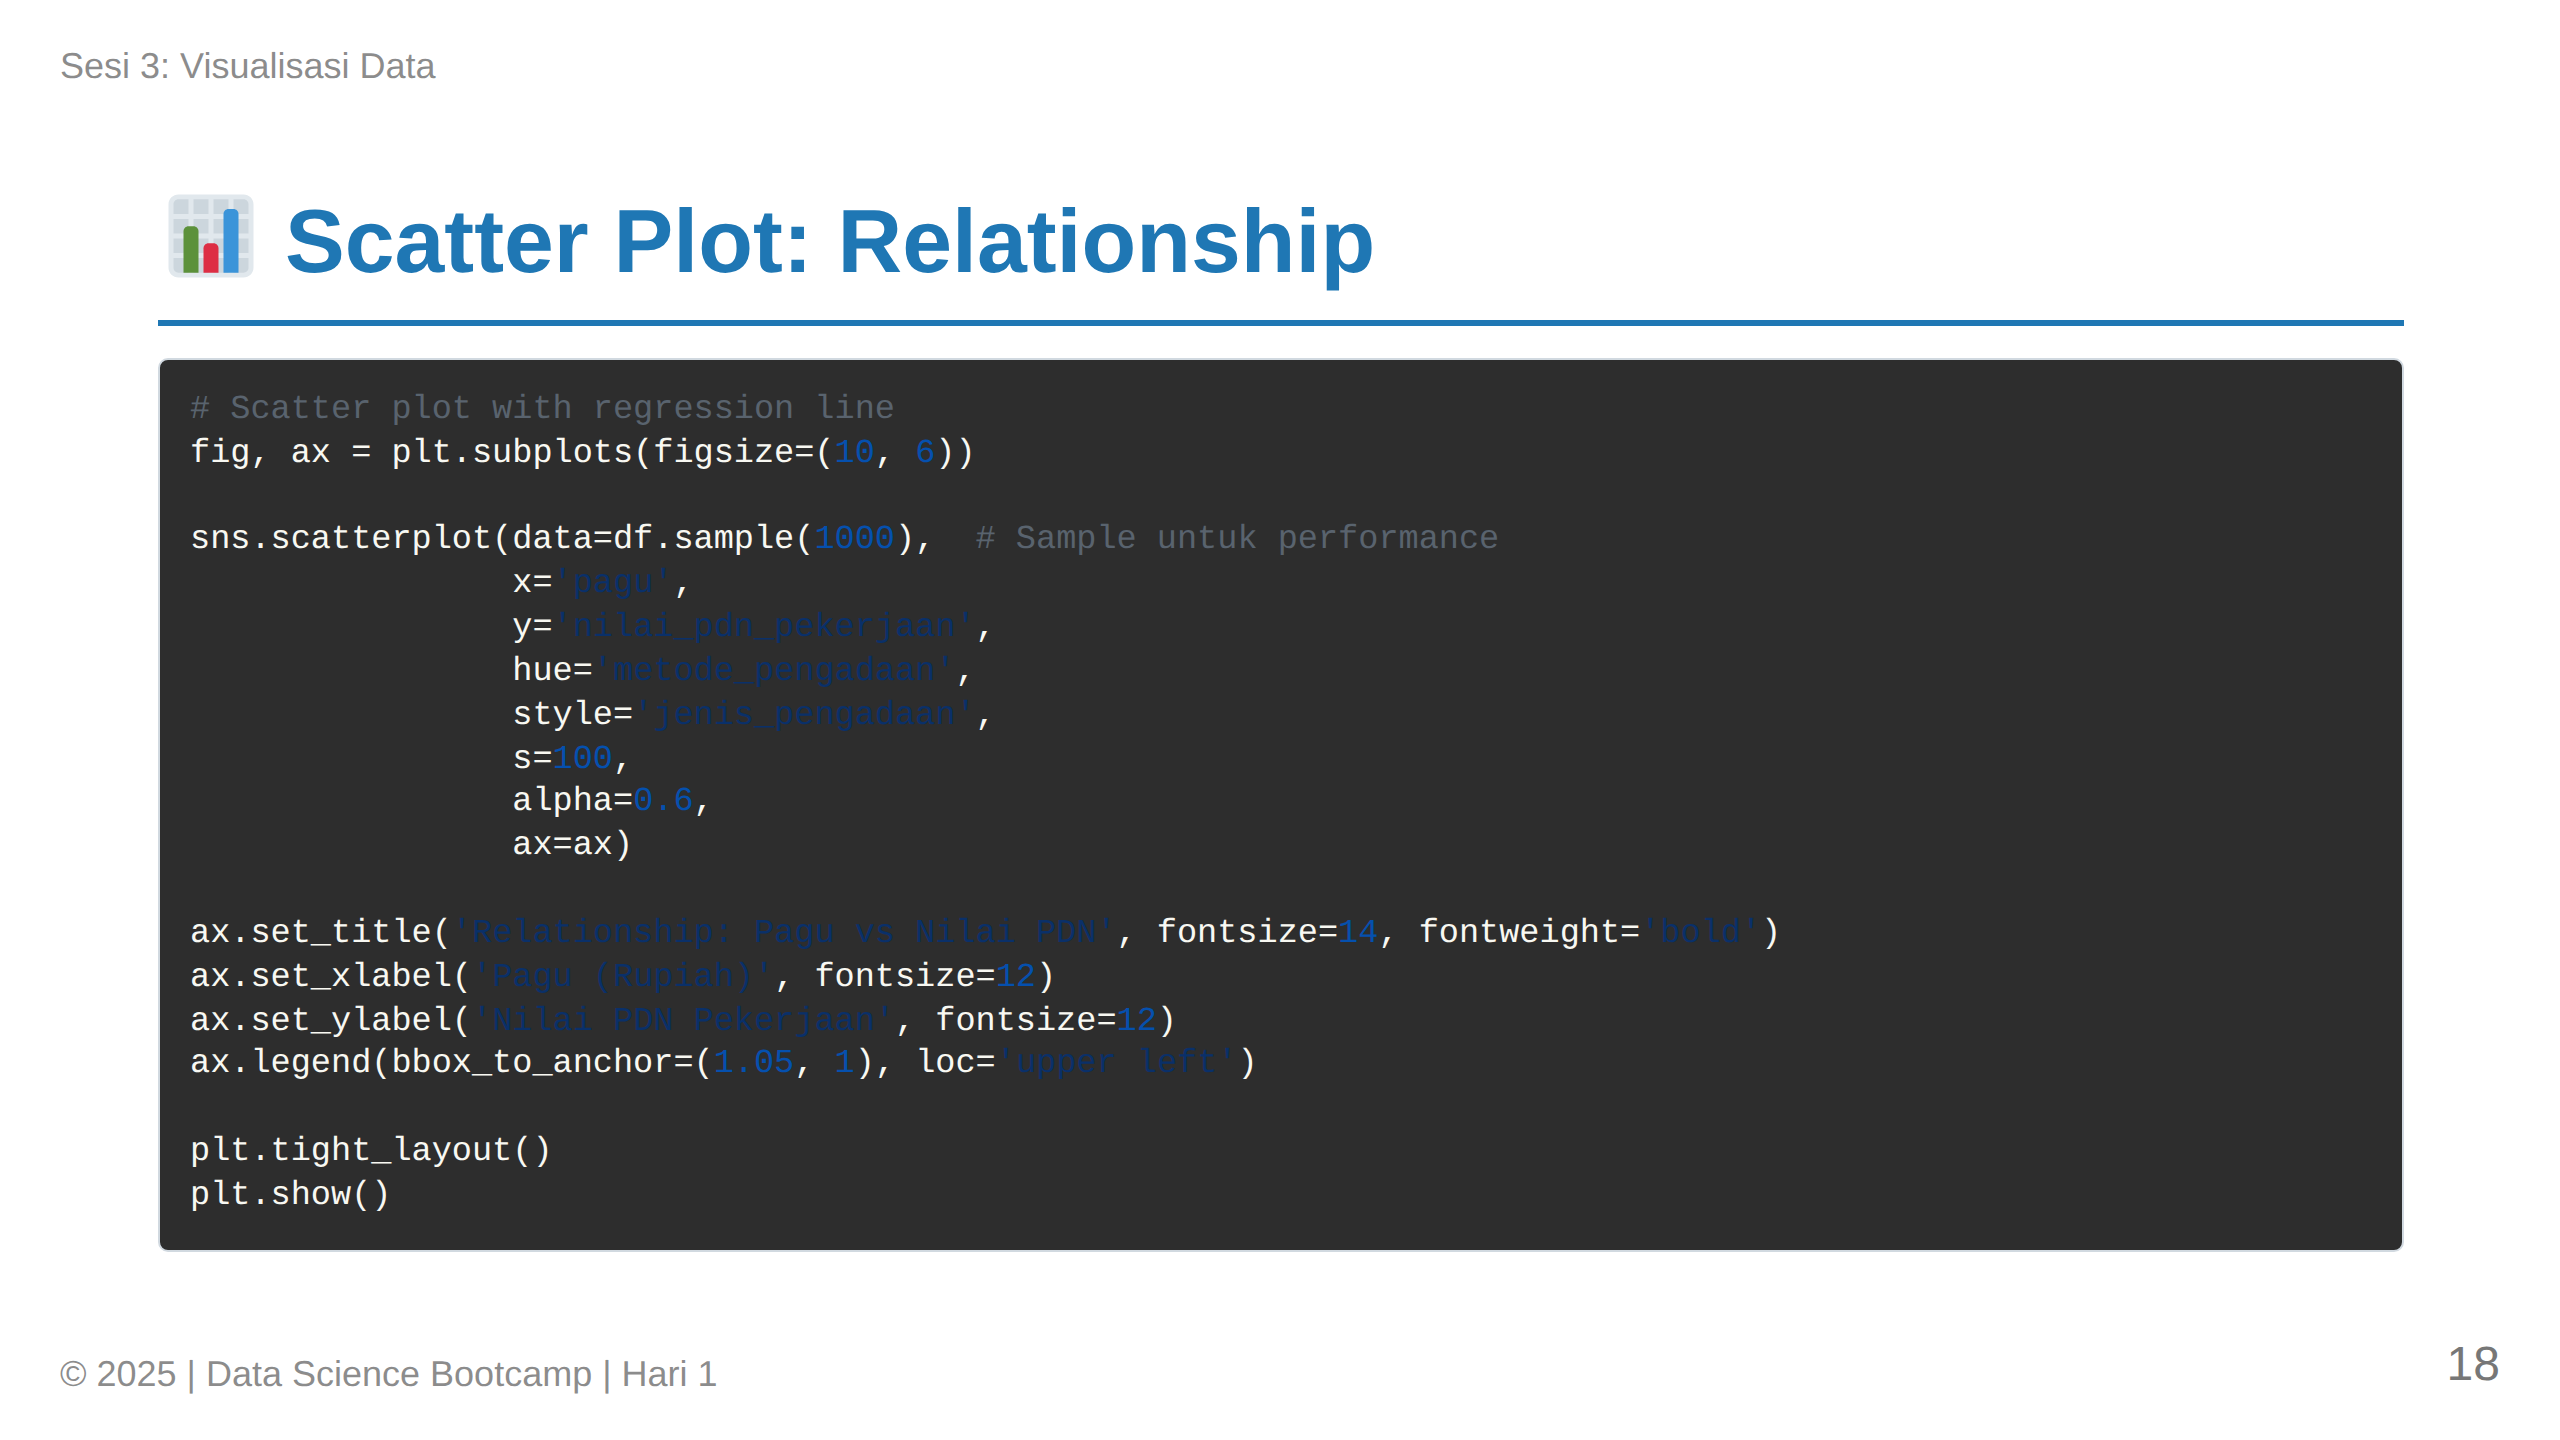 Sesi 3: Visualisasi Data
Scatter Plot: Relationship
# Scatter plot with regression line
fig, ax = plt.subplots(figsize=(10, 6))
sns.scatterplot(data=df.sample(1000),  # Sample untuk performance
                x='pagu',
                y='nilai_pdn_pekerjaan',
                hue='metode_pengadaan',
                style='jenis_pengadaan',
                s=100,
                alpha=0.6,
                ax=ax)
ax.set_title('Relationship: Pagu vs Nilai PDN', fontsize=14, fontweight='bold')
ax.set_xlabel('Pagu (Rupiah)', fontsize=12)
ax.set_ylabel('Nilai PDN Pekerjaan', fontsize=12)
ax.legend(bbox_to_anchor=(1.05, 1), loc='upper left')
plt.tight_layout()
plt.show()
© 2025 | Data Science Bootcamp | Hari 1
18